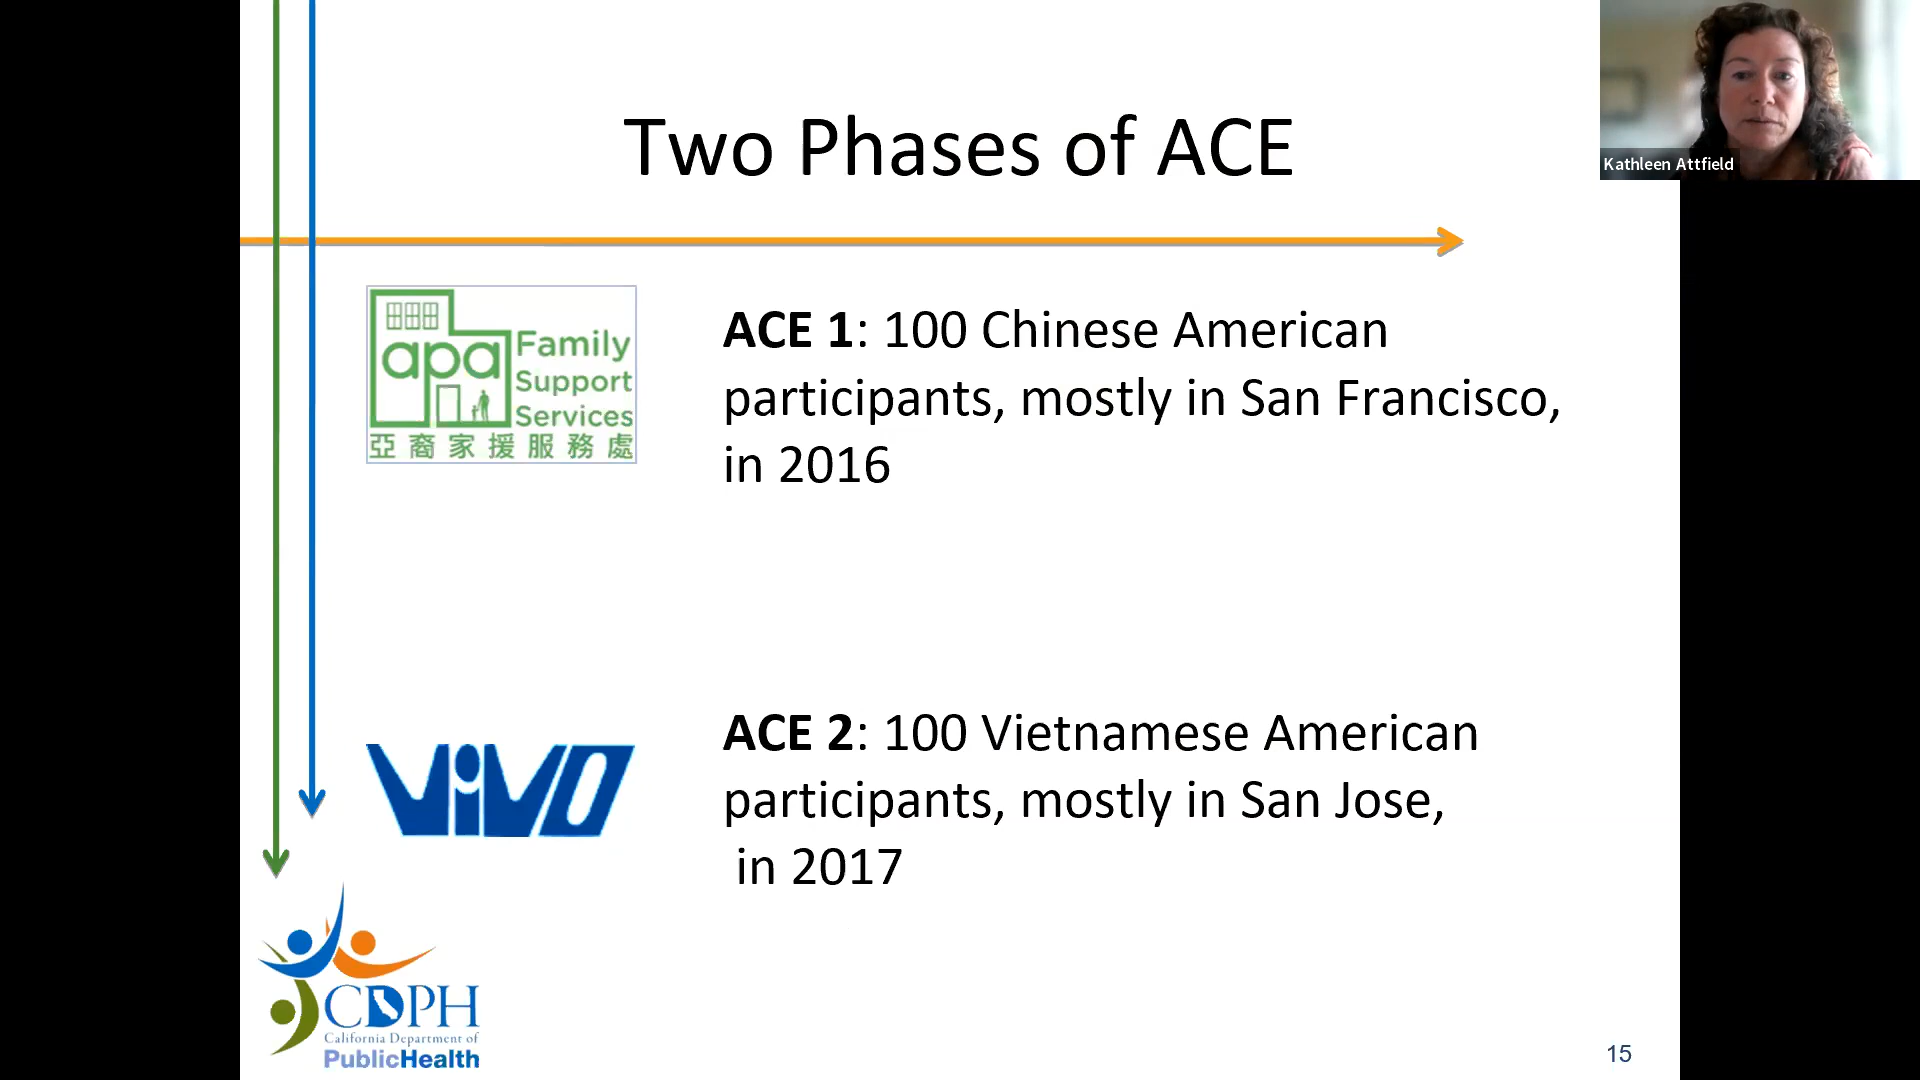 Two Phases of ACE
Kathleen Attfield
apa
Family
Support
Services
亞裔家援服務處
ACE 1: 100 Chinese American
participants, mostly in San Francisco,
in 2016
ViVO
ACE 2: 100 Vietnamese American
participants, mostly in San Jose,
in 2017
CDPH
California Department of
PublicHealth
15